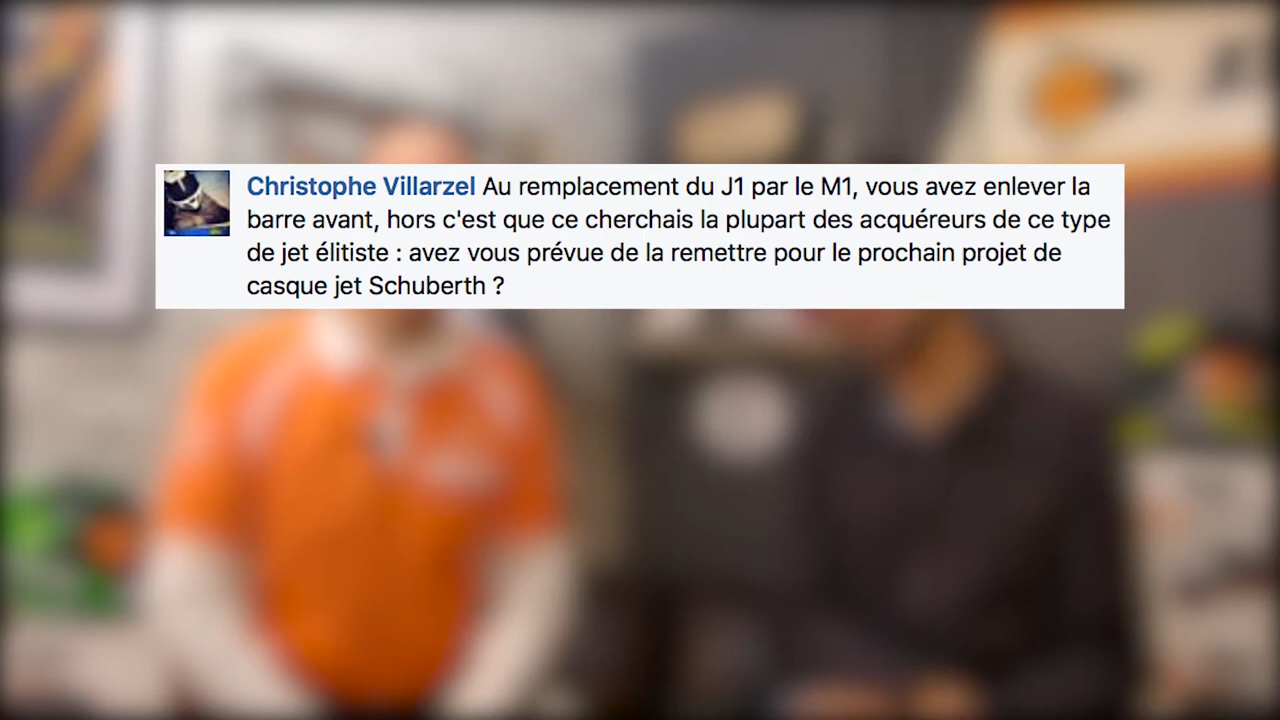 Christophe Villarzel Au remplacement du J1 par le M1, vous avez enlever la
barre avant, hors c'est que ce cherchais la plupart des acquéreurs de ce type
de jet élitiste : avez vous prévue de la remettre pour le prochain projet de
casque jet Schuberth ?